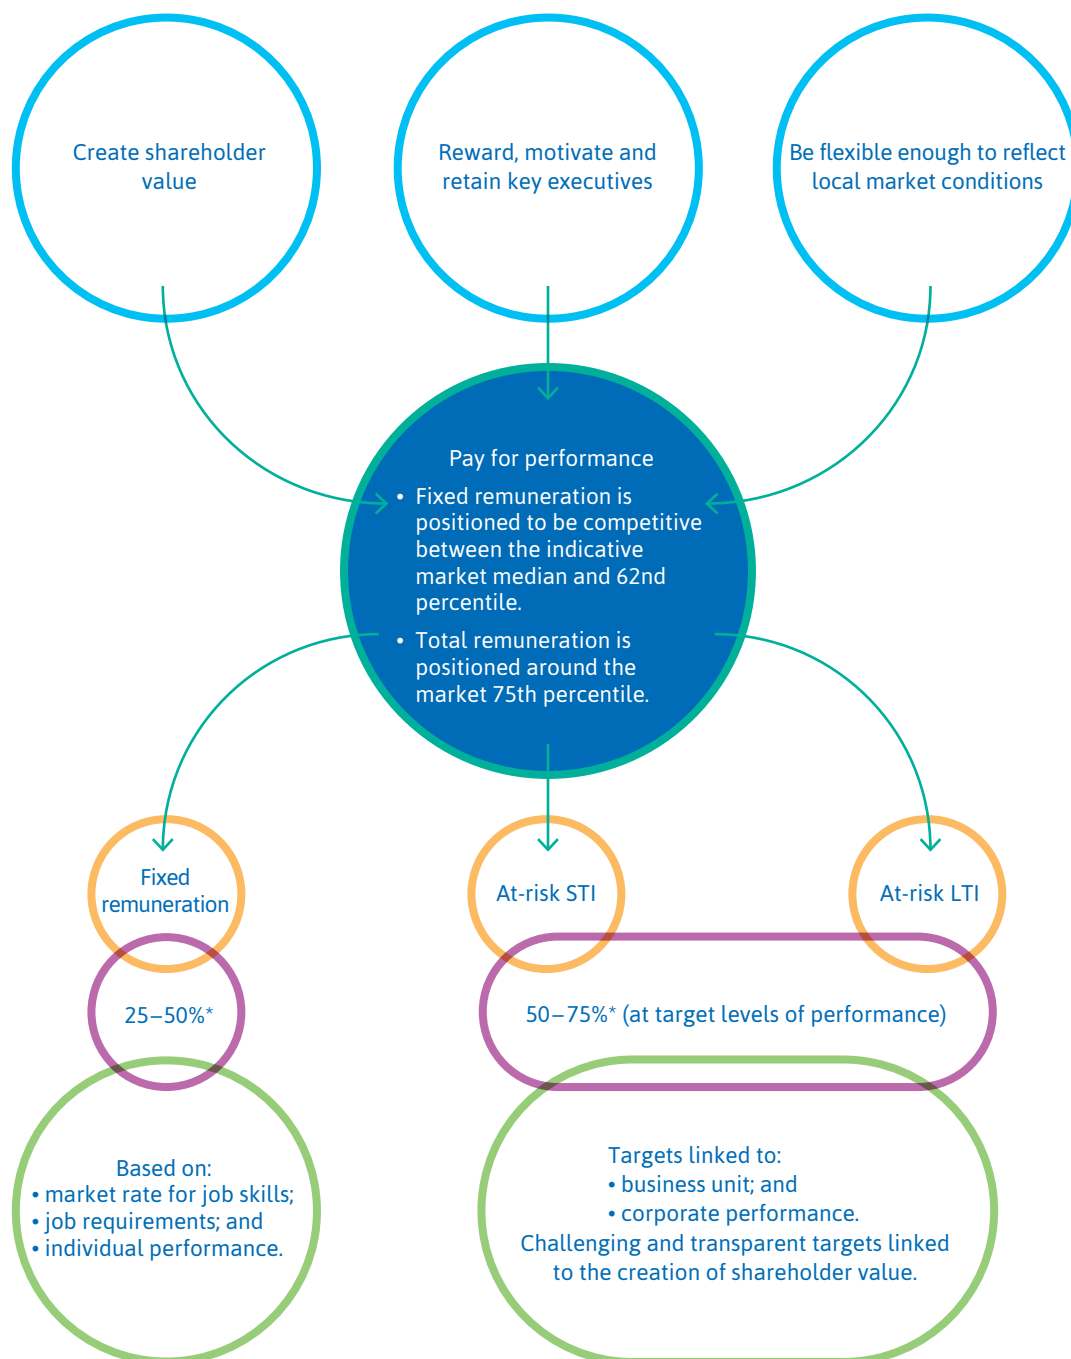 Create shareholder
value
Reward, motivate and
retain key executives
Be flexible enough to reflect
local market conditions
Pay for performance
• Fixed remuneration is
positioned to be competitive
between the indicative
market median and 62nd
percentile.
• Total remuneration is
positioned around the
market 75th percentile.
Fixed
remuneration
At-risk STI
At-risk LTI
25–50%*
50–75%* (at target levels of performance)
Based on:
• market rate for job skills;
• job requirements; and
• individual performance.
Targets linked to:
• business unit; and
• corporate performance.
Challenging and transparent targets linked
to the creation of shareholder value.